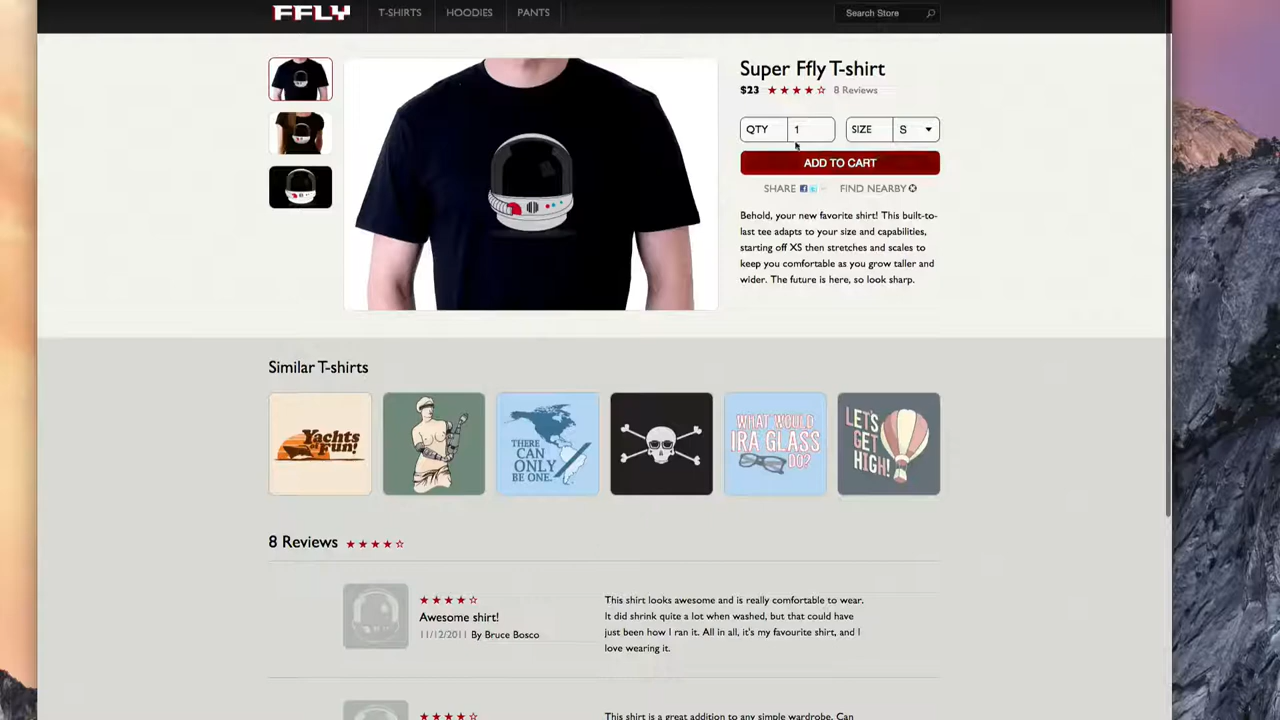 FFLY
T-SHIRTS
HOODIES
PANTS
Search Store
Super Ffly T-shirt
$23 ★★★★☆ 8 Reviews
QTY 1
SIZE S
ADD TO CART
SHARE
FIND NEARBY
Behold, your new favorite shirt! This built-to-
last tee adapts to your size and capabilities,
starting off XS then stretches and scales to
keep you comfortable as you grow taller and
wider. The future is here, so look sharp.
Similar T-shirts
Yachts
of Fun!
THERE
CAN
ONLY
BE ONE.
WHAT WOULD
IRA GLASS
DO?
LET'S
GET
HIGH!
8 Reviews ★★★★☆
★★★★☆
Awesome shirt!
11/12/2011 By Bruce Bosco
This shirt looks awesome and is really comfortable to wear.
It did shrink quite a lot when washed, but that could have
just been how I ran it. All in all, it's my favourite shirt, and I
love wearing it.
★★★★☆
This shirt is a great addition to any simple wardrobe. Can